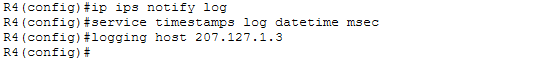 R4(config)#ip ips notify log
R4(config)#service timestamps log datetime msec
R4(config)#logging host 207.127.1.3
R4(config)#